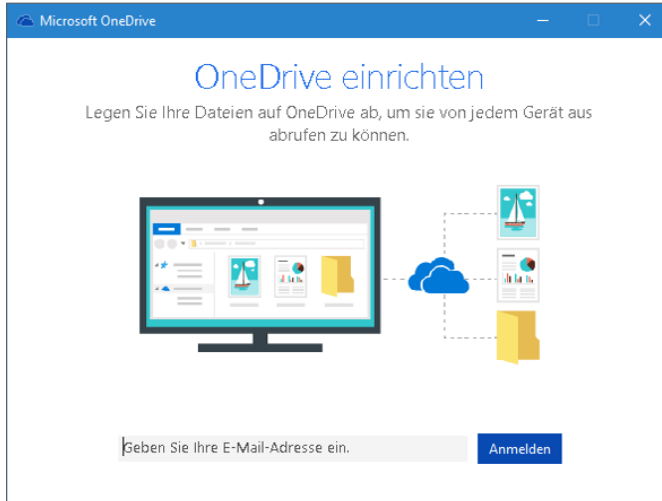 Microsoft OneDrive
OneDrive einrichten
Legen Sie Ihre Dateien auf OneDrive ab, um sie von jedem Gerät aus
abrufen zu können.
Geben Sie Ihre E-Mail-Adresse ein.
Anmelden